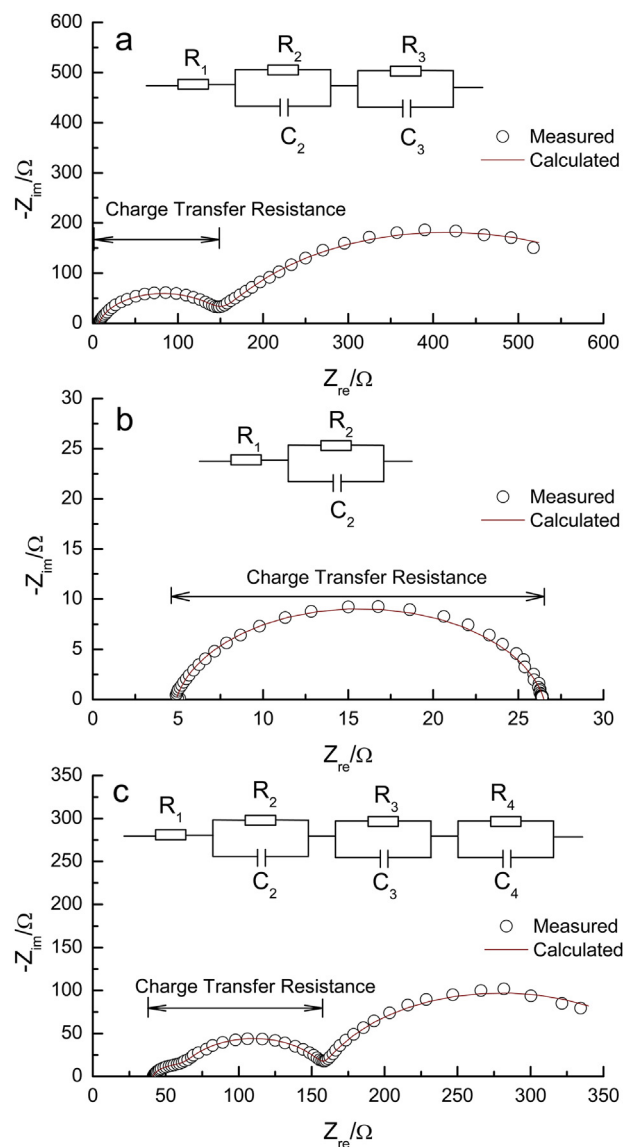 a
R1
R2
R3
C2
C3
Measured
Calculated
Charge Transfer Resistance
-Zim/Ω
600
500
400
300
200
100
0
0 100 200 300 400 500 600
Zre/Ω
b
R1
R2
C2
Measured
Calculated
Charge Transfer Resistance
-Zim/Ω
30
25
20
15
10
5
0
0 5 10 15 20 25 30
Zre/Ω
c
R1
R2
R3
R4
C2
C3
C4
Measured
Calculated
Charge Transfer Resistance
-Zim/Ω
350
300
250
200
150
100
50
0
0 50 100 150 200 250 300 350
Zre/Ω